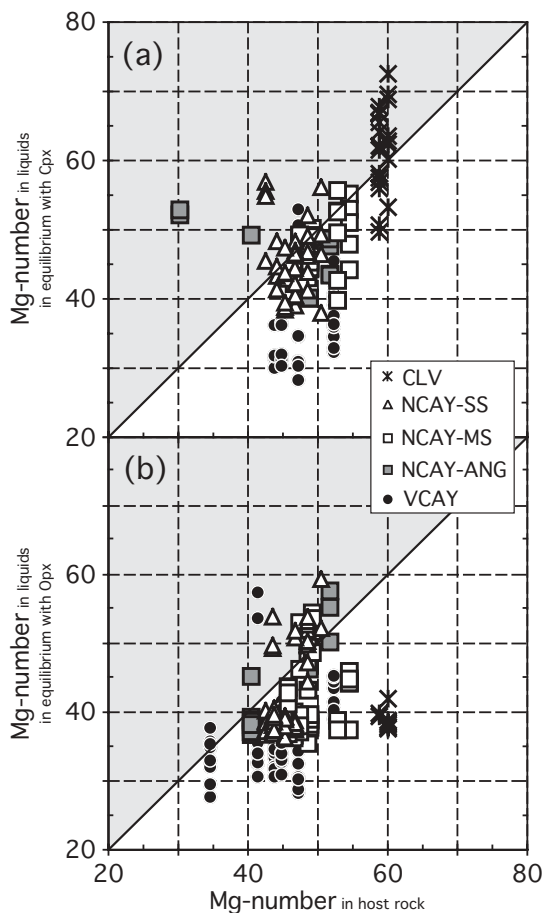 80
(a)
60
40
20
Mg-number in liquids
in equilibrium with Cpx
CLV
NCAY-SS
NCAY-MS
NCAY-ANG
VCAY
(b)
60
40
20
Mg-number in liquids
in equilibrium with Opx
20 40 60 80
Mg-number in host rock